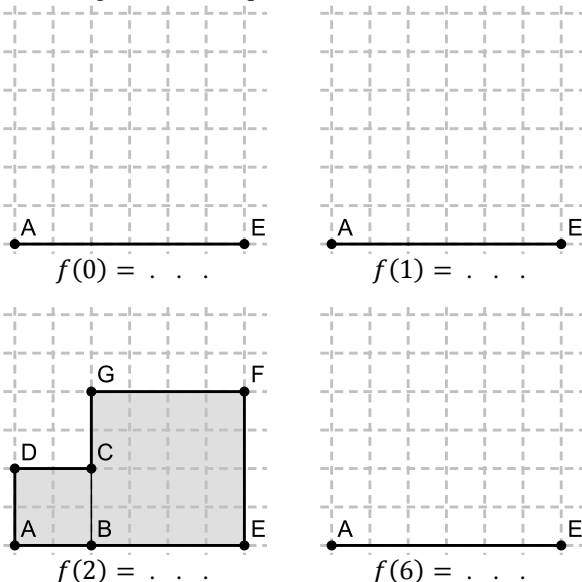 A E A E
f(0) = . . . f(1) = . . .
G F
D C
A B E A E
f(2) = . . . f(6) = . . .